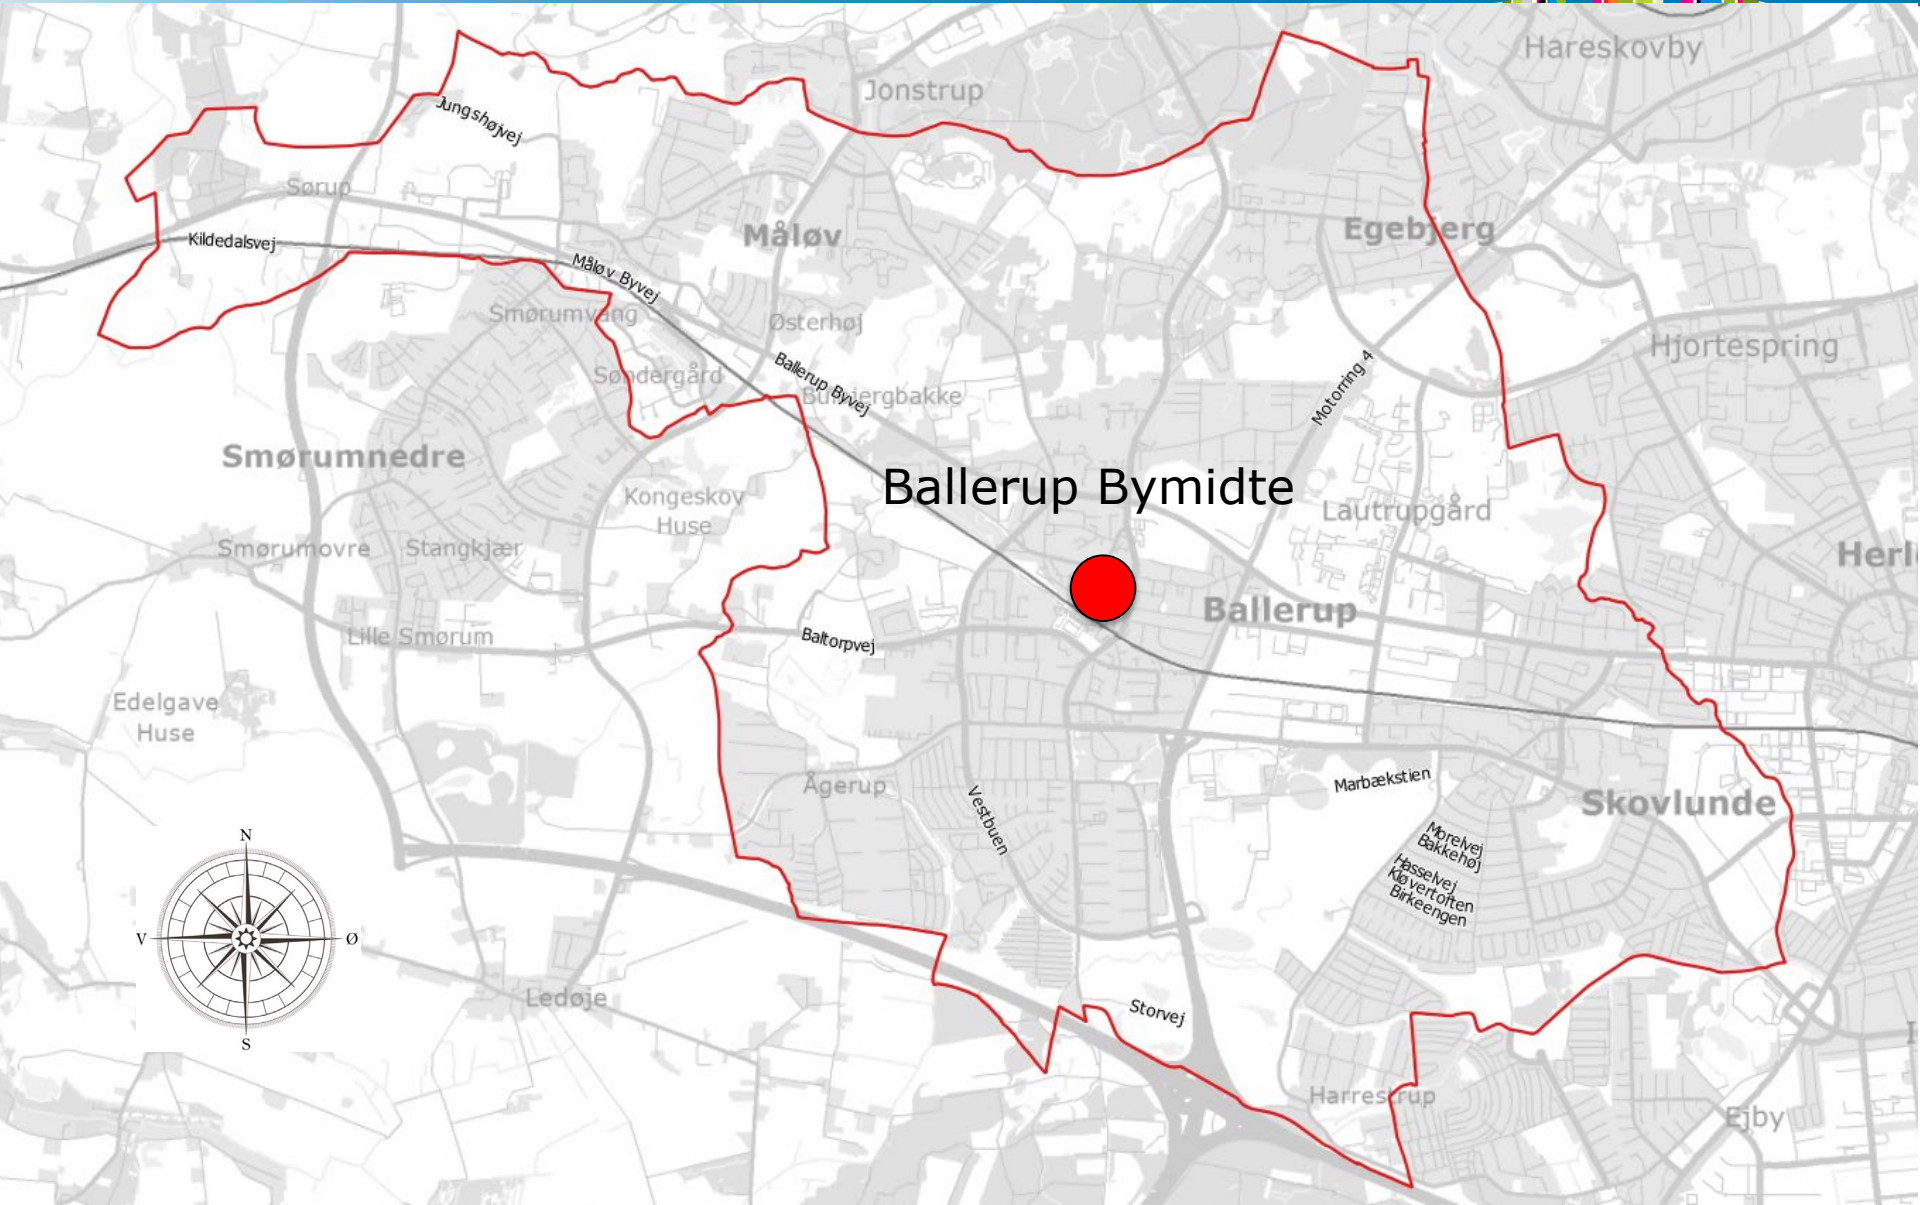 Hareskovby
Jonstrup
Jungshøjvej
Sørup
Egebjerg
Måløv
Kildedalsvej
Måløv Byvej
Smørumvang
Østerhøj
Hjortespring
Søndergård
Ballerup Byvej
Motorring 4
Smørumnedre
Ballerup Bymidte
Kongeskov
Huse
Lautrupgård
Smørumovre
Stangkjær
Ballerup
Lille Smørum
Baltorpvej
Edelgave
Huse
Ågerup
Marbækstien
Skovlunde
Vestbuen
Morelvej
Bakkehøj
Hasselvej
Kløvertoften
Birkeengen
N
V
Ø
S
Ledøje
Storvej
Harrestrup
Ejby